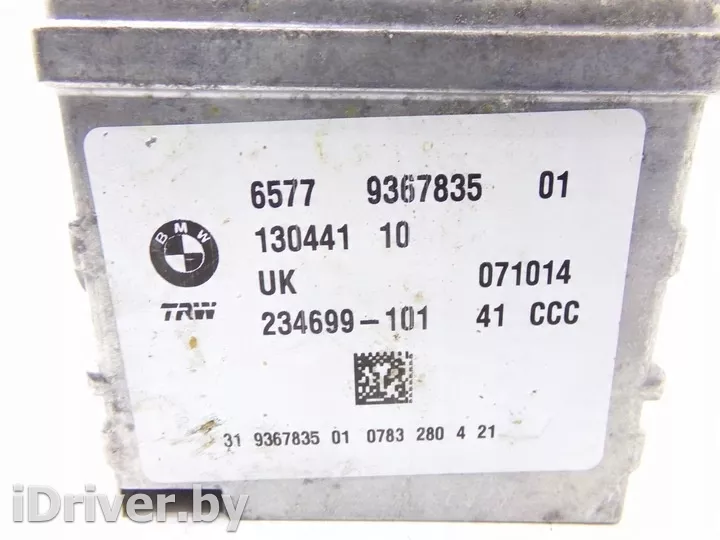 6577 9367835 01
130441 10
BMW
UK 071014
TRW
234699-101 41 CCC
31 9367835 01 0783 280 4 21
iDriver.by